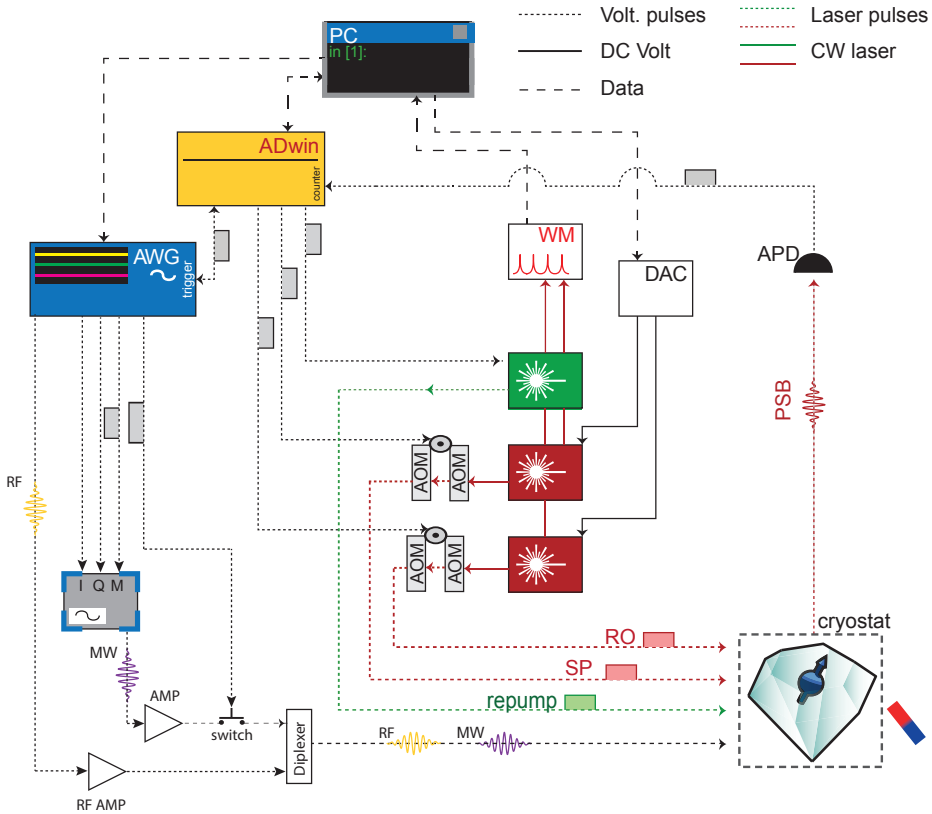 Volt. pulses
Laser pulses
DC Volt
CW laser
Data
PC
in [1]:
ADwin
counter
AWG
trigger
WM
DAC
APD
PSB
AOM
AOM
AOM
AOM
RF
I Q M
MW
AMP
switch
RF AMP
Diplexer
RF
MW
RO
SP
repump
cryostat